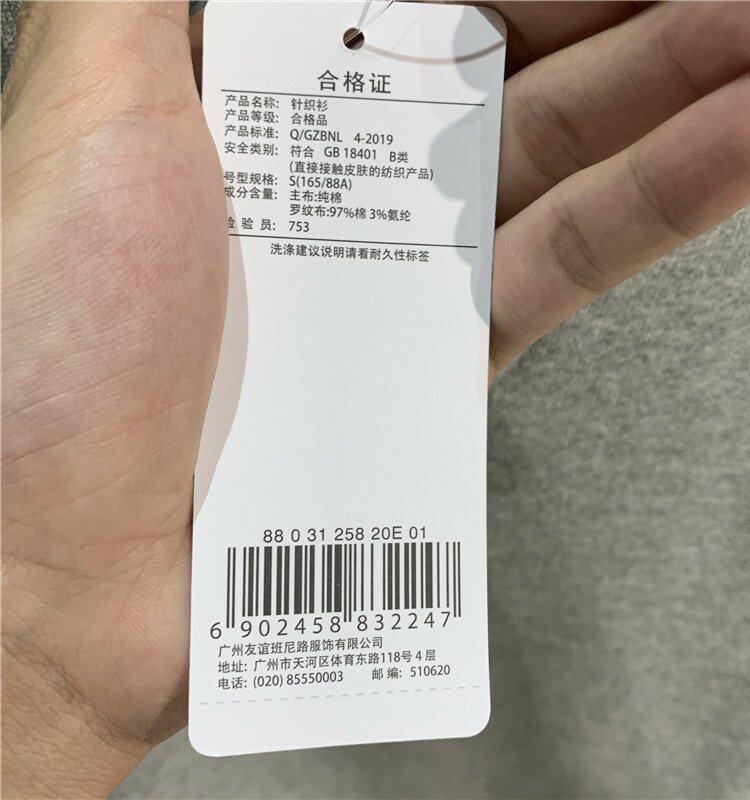 合格证
产品名称: 针织衫
产品等级: 合格品
产品标准: Q/GZBNL 4-2019
安全类别: 符合 GB 18401 B类
(直接接触皮肤的纺织产品)
号型规格: S(165/88A)
成分含量: 主布:纯棉
罗纹布:97%棉 3%氨纶
检验员: 753
洗涤建议说明请看耐久性标签
88 0 31 258 20E 01
6 902458 832247
广州友谊班尼路服饰有限公司
地址: 广州市天河区体育东路118号4层
电话: (020) 85550003 邮编: 510620